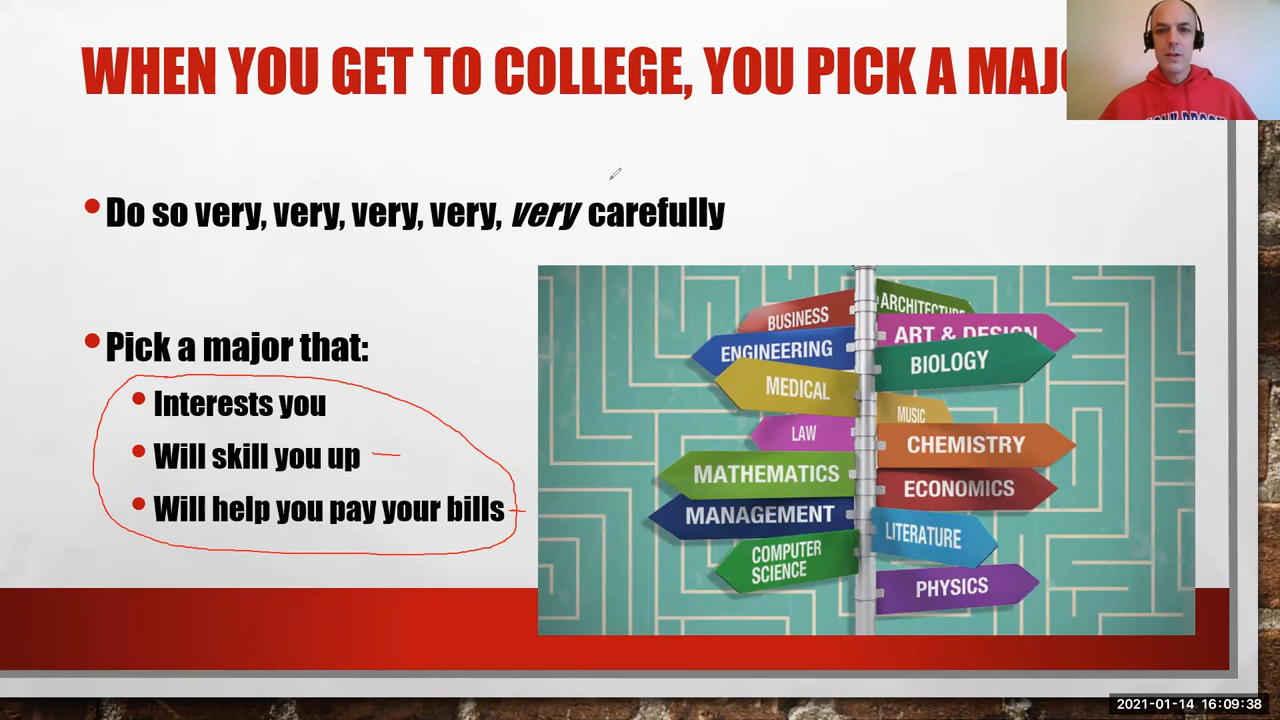 WHEN YOU GET TO COLLEGE, YOU PICK A
Do so very, very, very, very, very carefully
Pick a major that:
Interests you
Will skill you up
Will help you pay your bills
BUSINESS
ARCHITECTURE
ENGINEERING
ART & DESIGN
BIOLOGY
MEDICAL
MUSIC
LAW
CHEMISTRY
MATHEMATICS
ECONOMICS
MANAGEMENT
LITERATURE
COMPUTER
SCIENCE
PHYSICS
2021-01-14 16:09:38